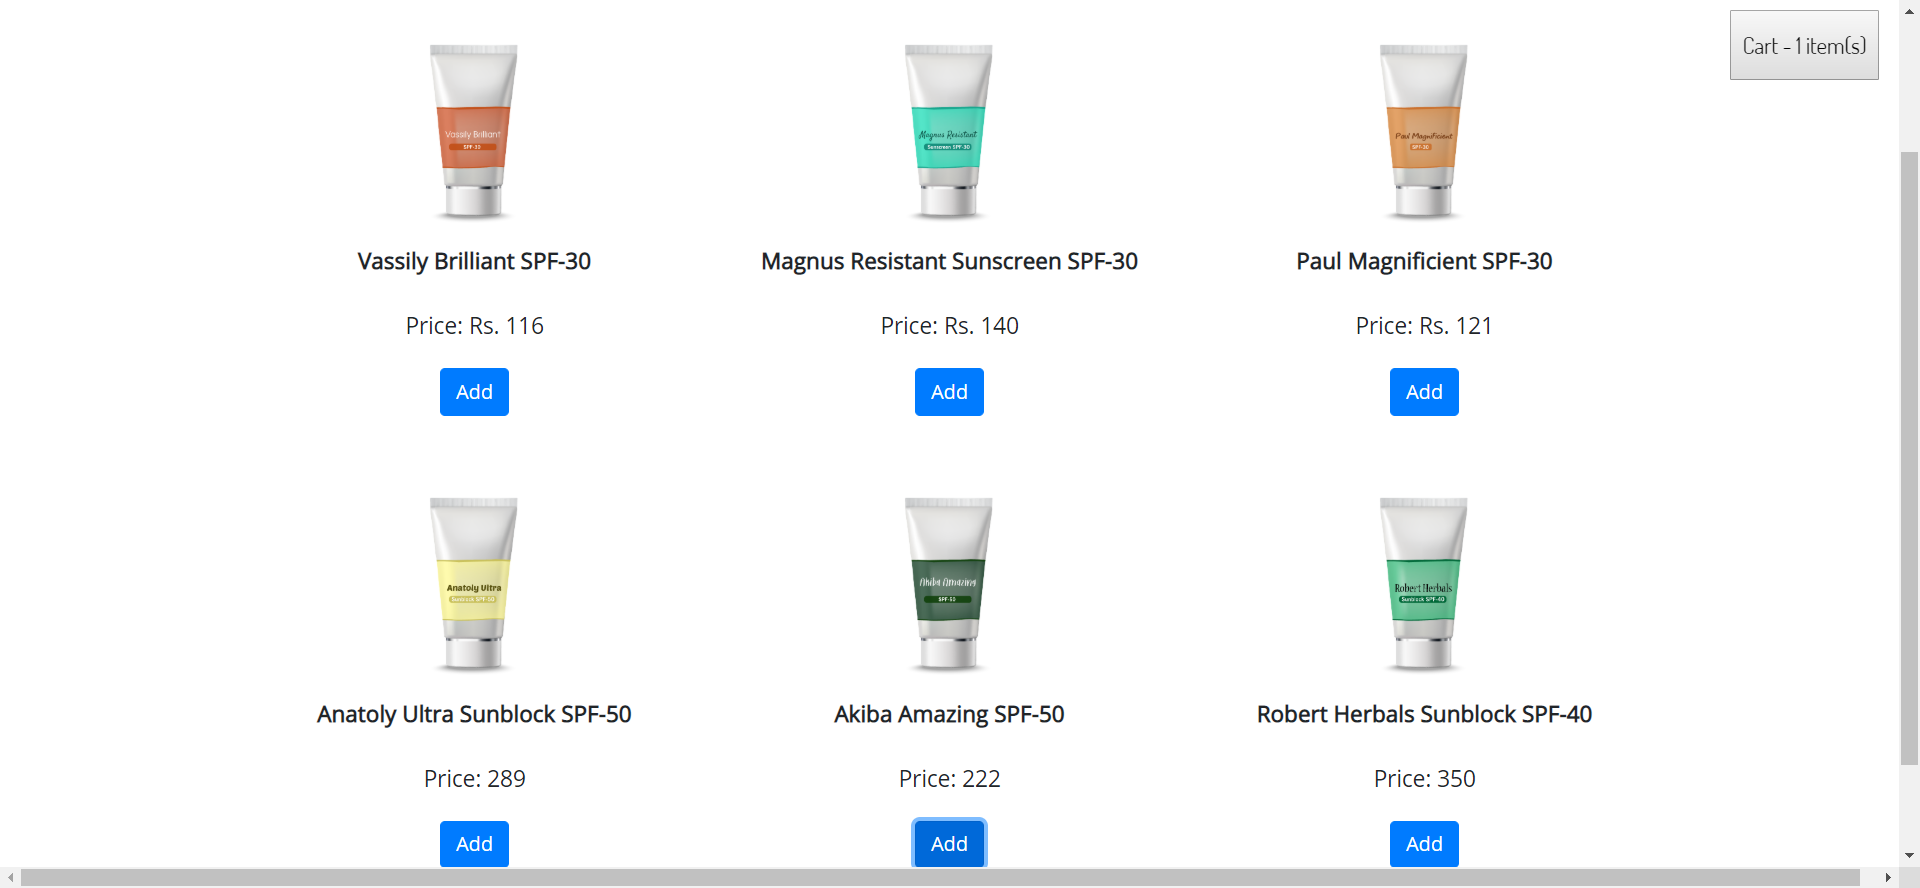 Cart - 1 item(s)
Vassily Brilliant
SPF-30
Magnus Resistant
Sunscreen SPF-30
Paul Magnificient
SPF-30
Vassily Brilliant SPF-30
Magnus Resistant Sunscreen SPF-30
Paul Magnificient SPF-30
Price: Rs. 116
Price: Rs. 140
Price: Rs. 121
Add
Add
Add
Anatoly Ultra
Sunblock SPF-50
Akiba Amazing
SPF-50
Robert Herbals
Sunblock SPF-40
Anatoly Ultra Sunblock SPF-50
Akiba Amazing SPF-50
Robert Herbals Sunblock SPF-40
Price: 289
Price: 222
Price: 350
Add
Add
Add